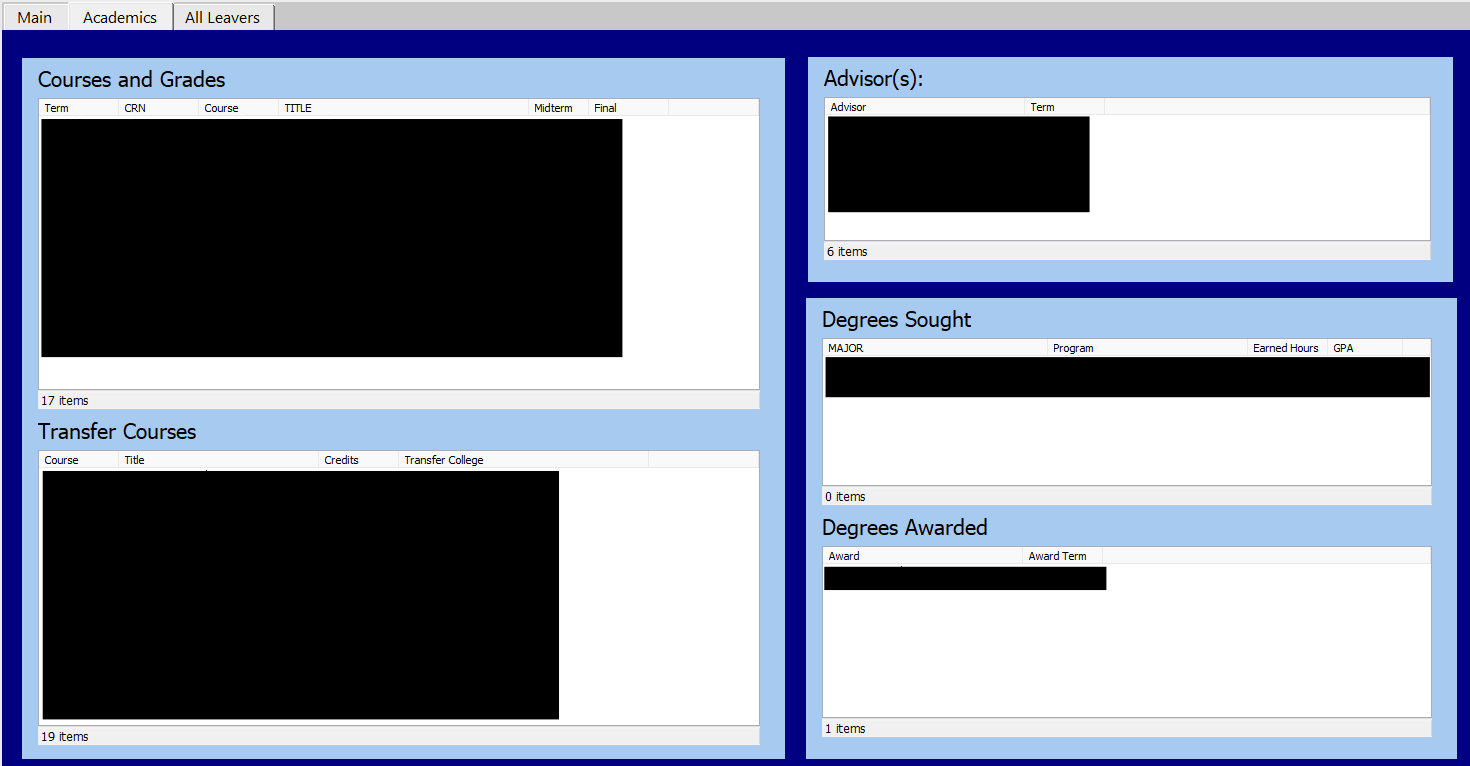 Main Academics All Leavers
Courses and Grades
Term CRN Course TITLE Midterm Final
17 items
Transfer Courses
Course Title Credits Transfer College
19 items
Advisor(s):
Advisor Term
6 items
Degrees Sought
MAJOR Program Earned Hours GPA
0 items
Degrees Awarded
Award Award Term
1 items